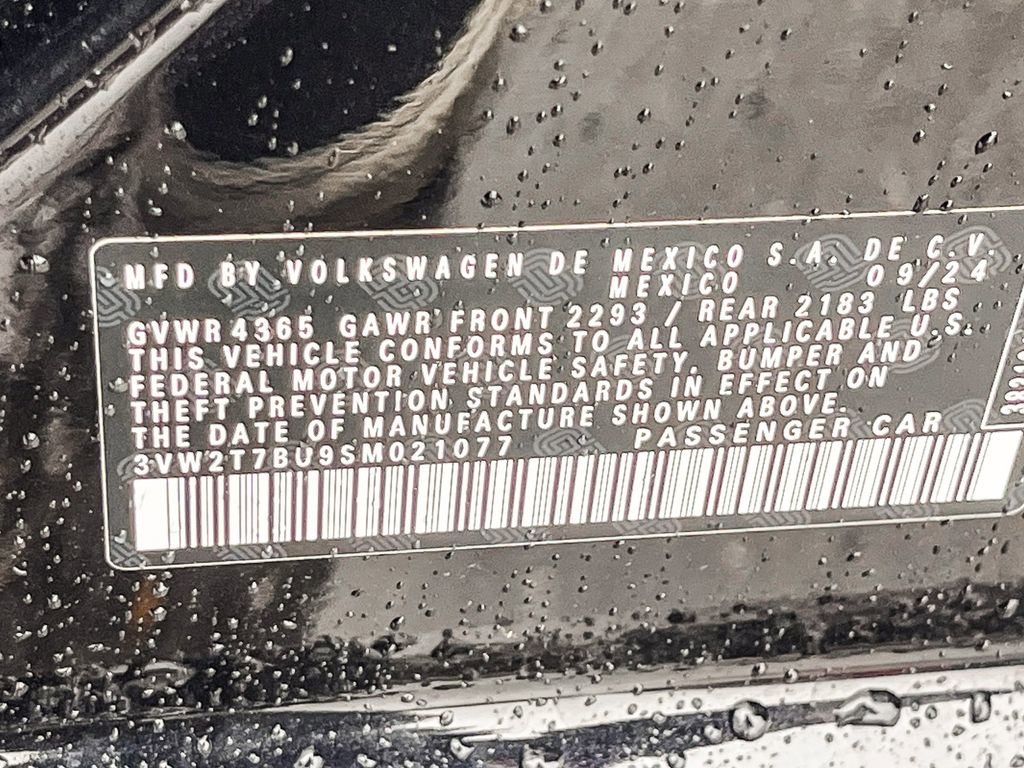 MFD BY VOLKSWAGEN DE MEXICO S.A. DE C.V.
MEXICO 09/24
GVWR 4365 GAWR FRONT 2293 / REAR 2183 LBS
THIS VEHICLE CONFORMS TO ALL APPLICABLE U.S.
FEDERAL MOTOR VEHICLE SAFETY, BUMPER AND
THEFT PREVENTION STANDARDS IN EFFECT ON
THE DATE OF MANUFACTURE SHOWN ABOVE.
3VW2T7BU9SM021077 PASSENGER CAR